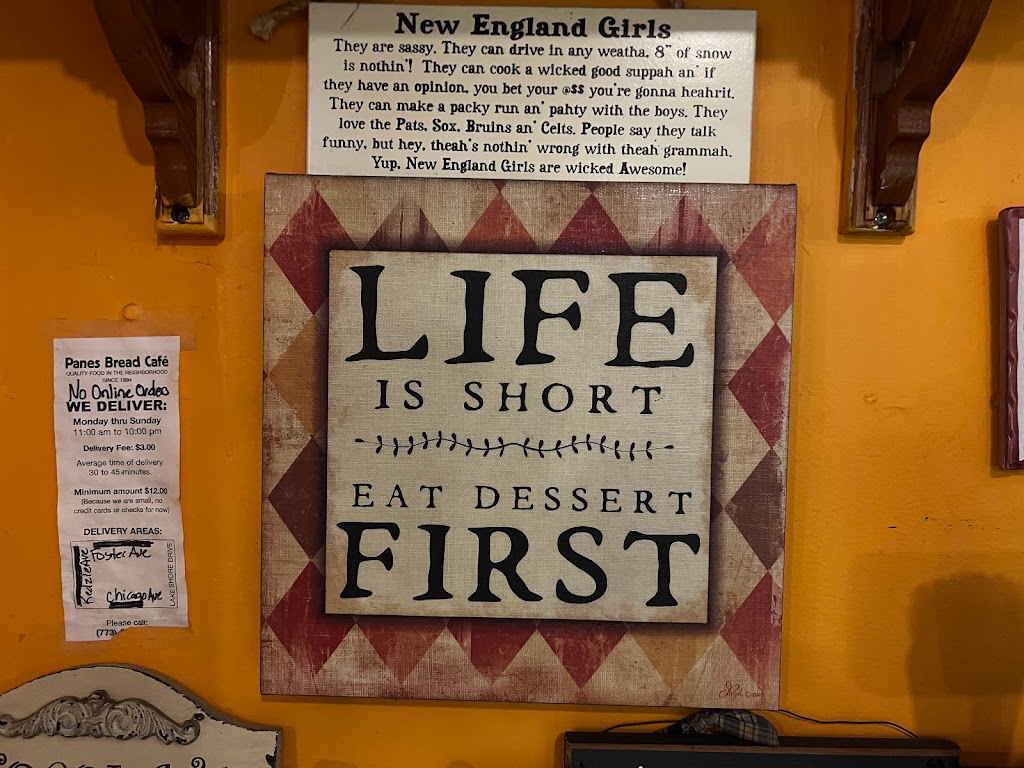 New England Girls
They are sassy. They can drive in any weatha. 8" of snow
is nothin'! They can cook a wicked good suppah an' if
they have an opinion, you bet your @$$ you're gonna heahrit.
They can make a packy run an' pahty with the boys. They
love the Pats, Sox, Bruins an' Celts. People say they talk
funny, but hey, theah's nothin' wrong with theah grammah.
Yup, New England Girls are wicked Awesome!
LIFE
IS SHORT
EAT DESSERT
FIRST
Panes Bread Café
QUALITY FOOD IN THE NEIGHBORHOOD
SINCE 1994
No Online Orders
WE DELIVER:
Monday thru Sunday
11:00 am to 10:00 pm
Delivery Fee: $3.00
Average time of delivery
30 to 45 minutes.
Minimum amount $12.00
(Because we are small, no
credit cards or checks for now)
DELIVERY AREAS:
Foster Ave
Kedzie Ave
LAKE SHORE DRIVE
Chicago Ave
Please call:
(773)